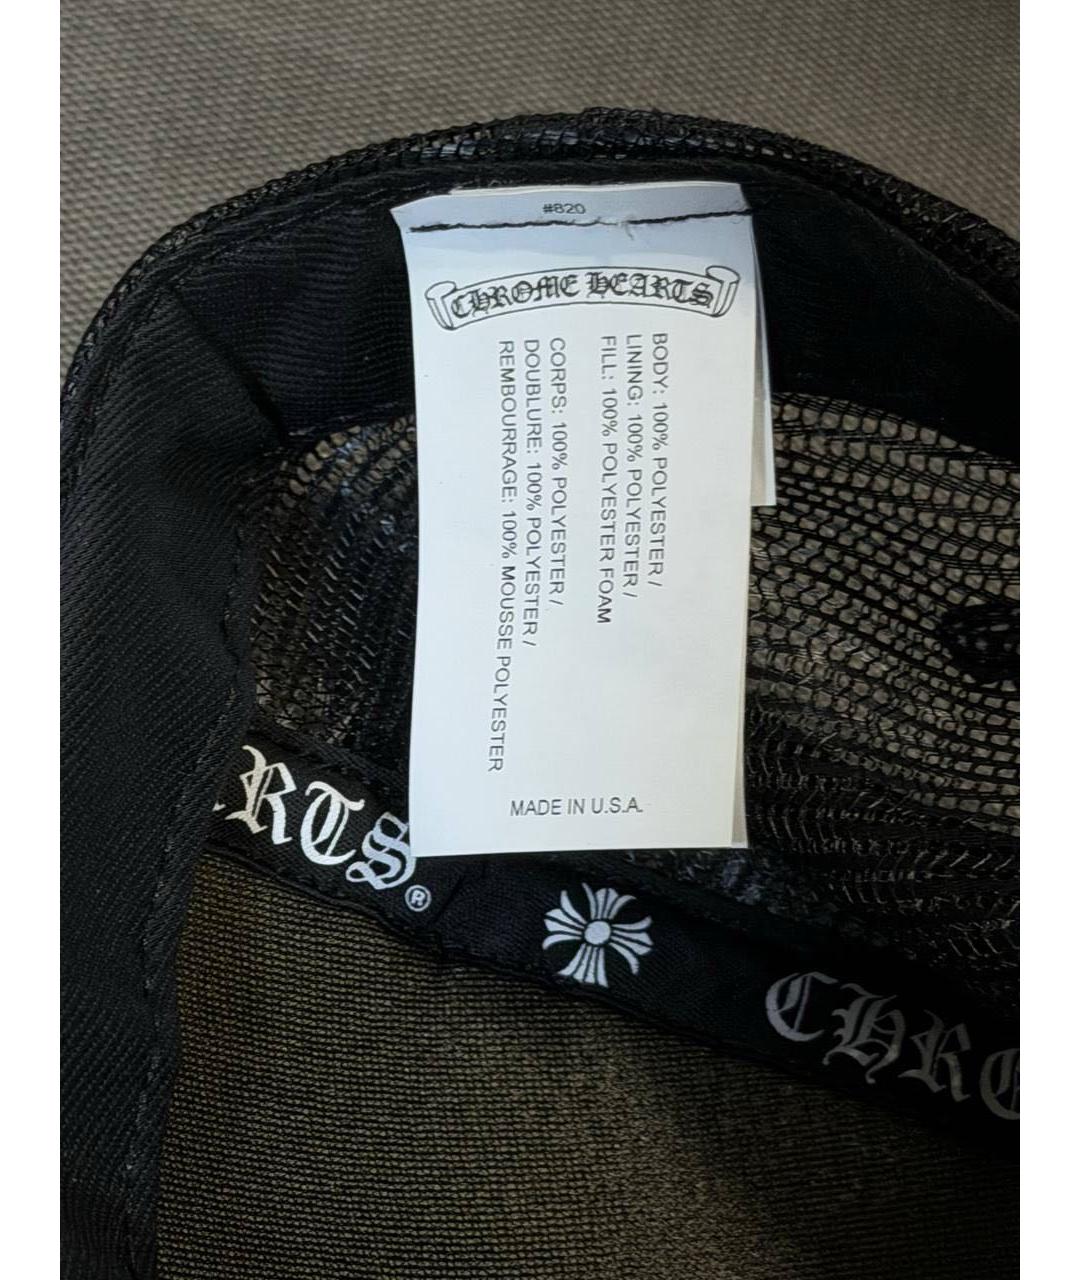 #820
CHROME HEARTS
BODY: 100% POLYESTER /
LINING: 100% POLYESTER /
FILL: 100% POLYESTER FOAM
CORPS: 100% POLYESTER /
DOUBLURE: 100% POLYESTER /
REMBOURRAGE: 100% MOUSSE POLYESTER
MADE IN U.S.A.
RTS®
CHRO